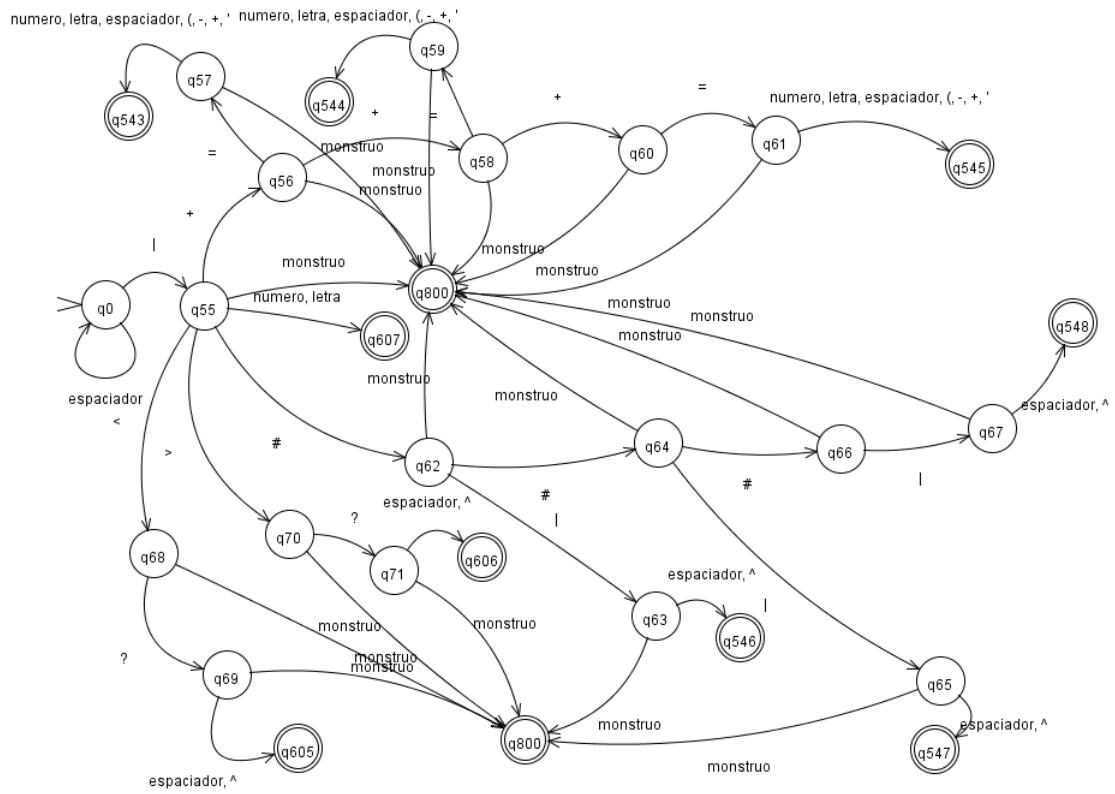 numero, letra, espaciador, (, -, +, '
numero, letra, espaciador, (, -, +, '
q59
q57
q544
q543
+
=
+
=
numero, letra, espaciador, (, -, +, '
q60
q61
q58
q545
monstruo
=
q56
monstruo
monstruo
+
|
monstruo
monstruo
monstruo
q800
numero, letra
q0
q55
q607
monstruo
monstruo
q548
espaciador
<
monstruo
monstruo
espaciador, ^
>
#
q62
q64
q66
q67
espaciador, ^
#
#
|
|
?
q70
q71
q606
q68
espaciador, ^
|
q63
q546
monstruo
monstruo
?
monstruo
monstruo
q69
q65
monstruo
espaciador, ^
q800
q605
q547
monstruo
espaciador, ^